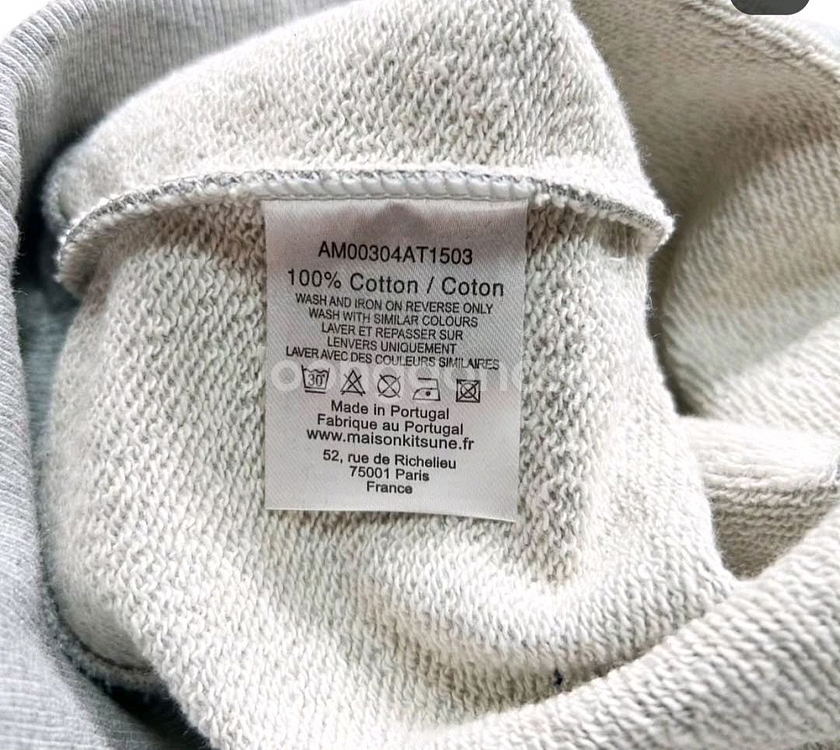 AM00304AT1503
100% Cotton / Coton
WASH AND IRON ON REVERSE ONLY
WASH WITH SIMILAR COLOURS
LAVER ET REPASSER SUR
LENVERS UNIQUEMENT
LAVER AVEC DES COULEURS SIMILAIRES
30
Made in Portugal
Fabrique au Portugal
www.maisonkitsune.fr
52, rue de Richelieu
75001 Paris
France